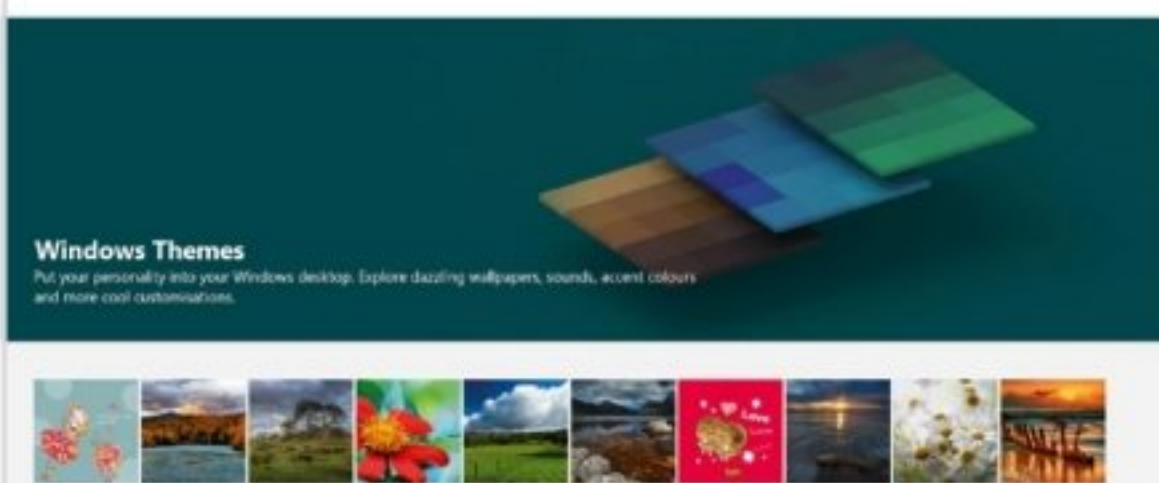 Windows Themes
Put your personality into your Windows desktop. Explore dazzling wallpapers, sounds, accent colours
and more cool customisations.
Love